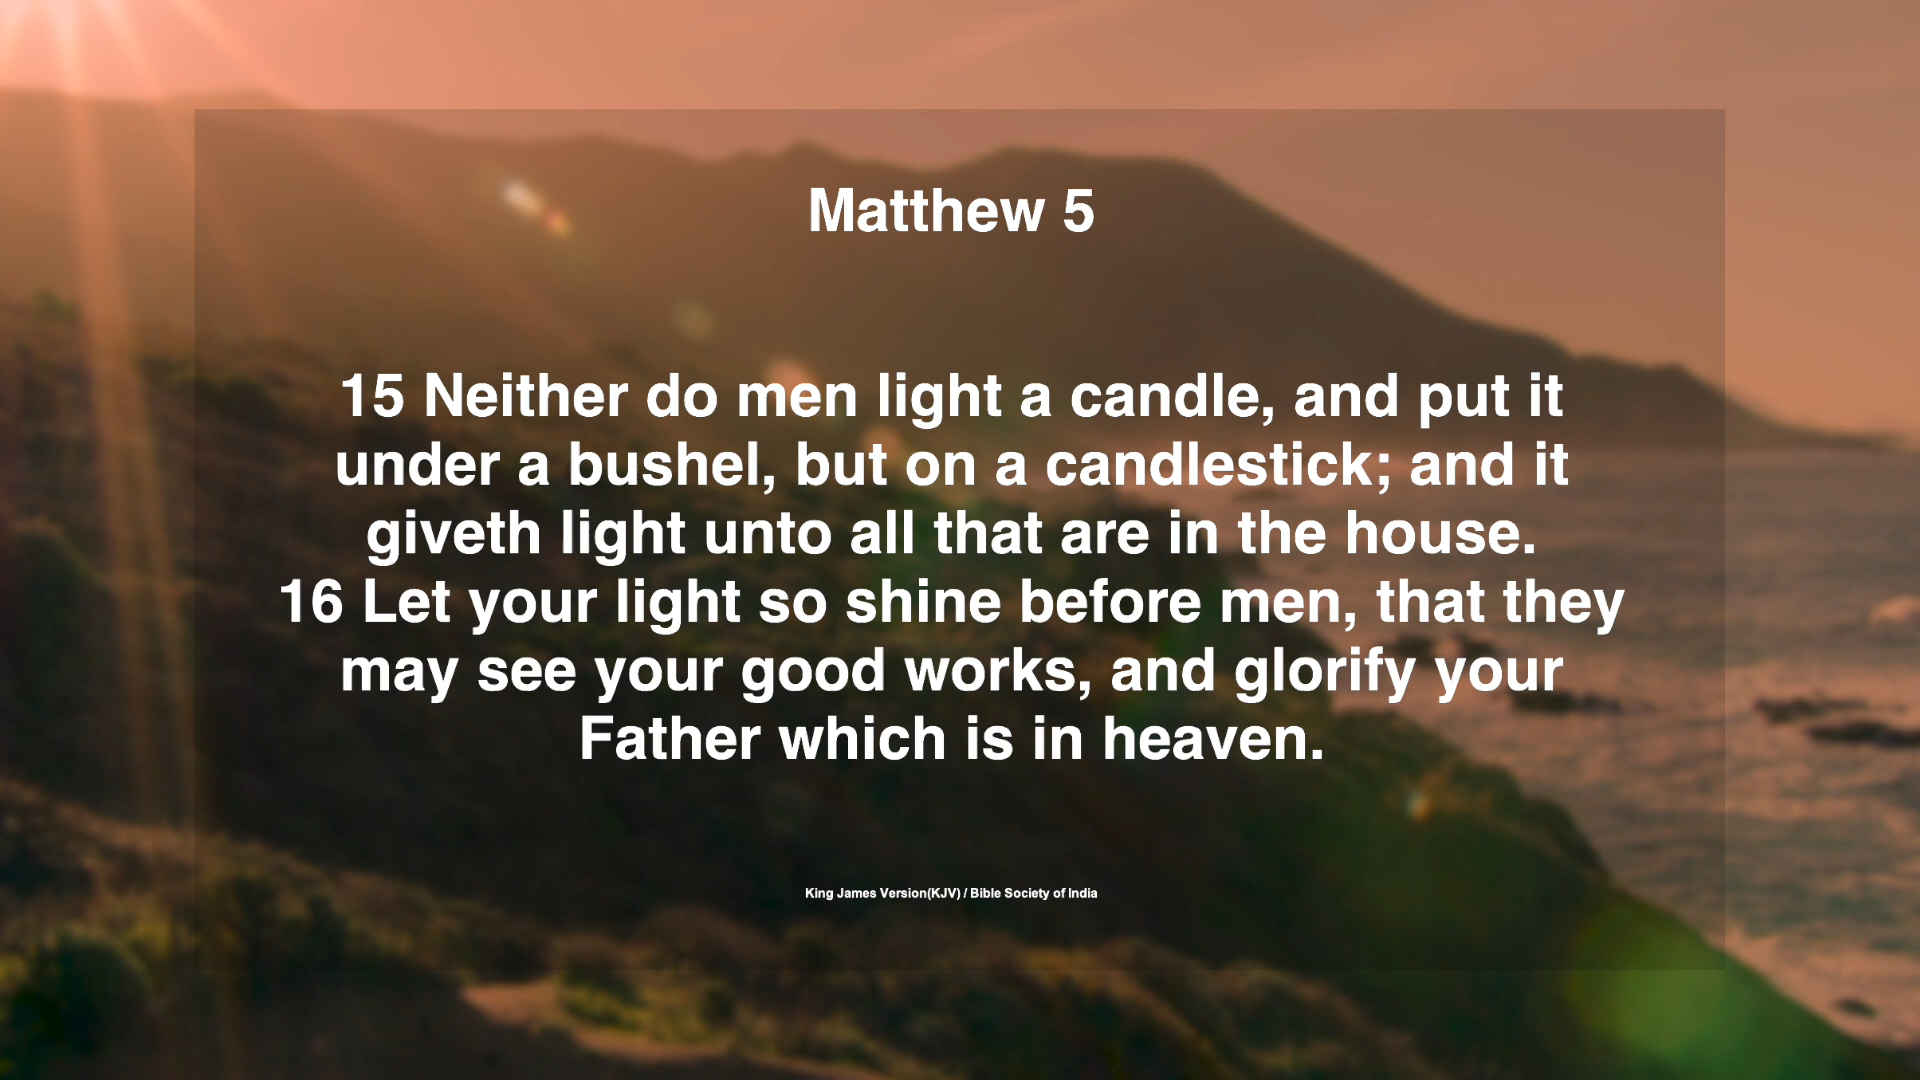 Matthew 5
15 Neither do men light a candle, and put it
under a bushel, but on a candlestick; and it
giveth light unto all that are in the house.
16 Let your light so shine before men, that they
may see your good works, and glorify your
Father which is in heaven.
King James Version(KJV) / Bible Society of India